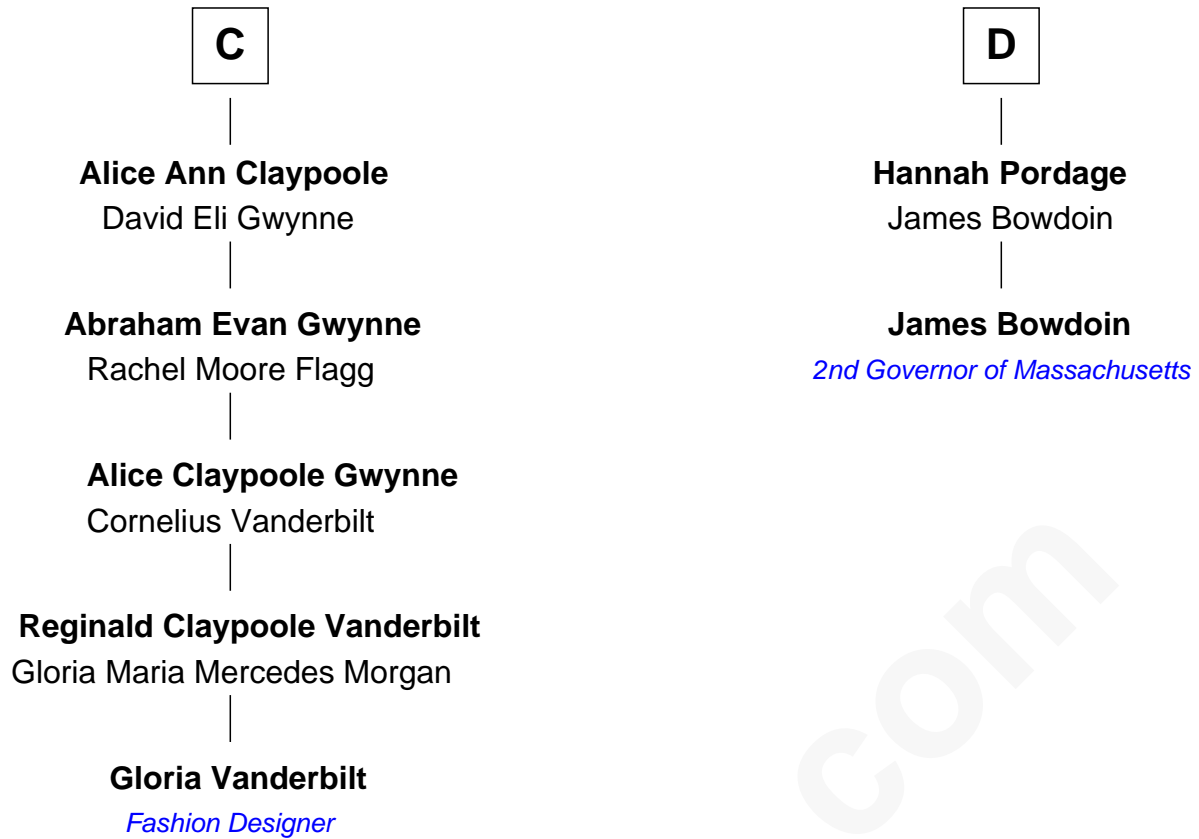 C
Alice Ann Claypoole
David Eli Gwynne
Abraham Evan Gwynne
Rachel Moore Flagg
Alice Claypoole Gwynne
Cornelius Vanderbilt
Reginald Claypoole Vanderbilt
Gloria Maria Mercedes Morgan
Gloria Vanderbilt
Fashion Designer
D
Hannah Pordage
James Bowdoin
James Bowdoin
2nd Governor of Massachusetts
com